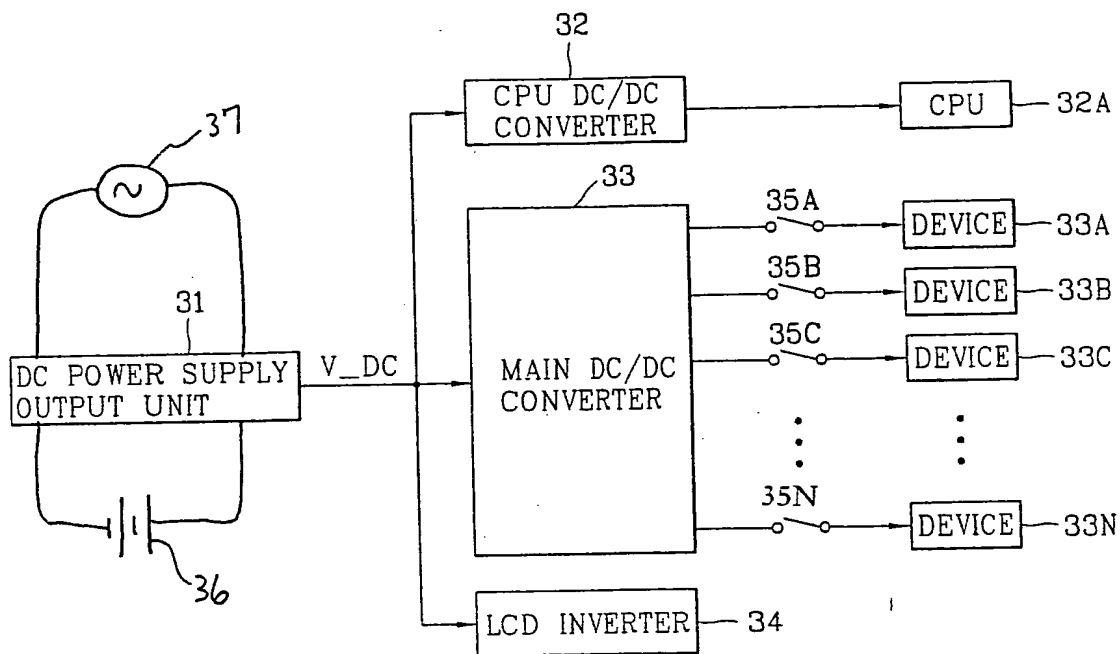 32
CPU DC/DC
CONVERTER
CPU
32A
37
~
33
35A
DEVICE
33A
35B
DEVICE
33B
31
35C
DEVICE
33C
DC POWER SUPPLY
OUTPUT UNIT
V_DC
MAIN DC/DC
CONVERTER
35N
DEVICE
33N
36
LCD INVERTER
34